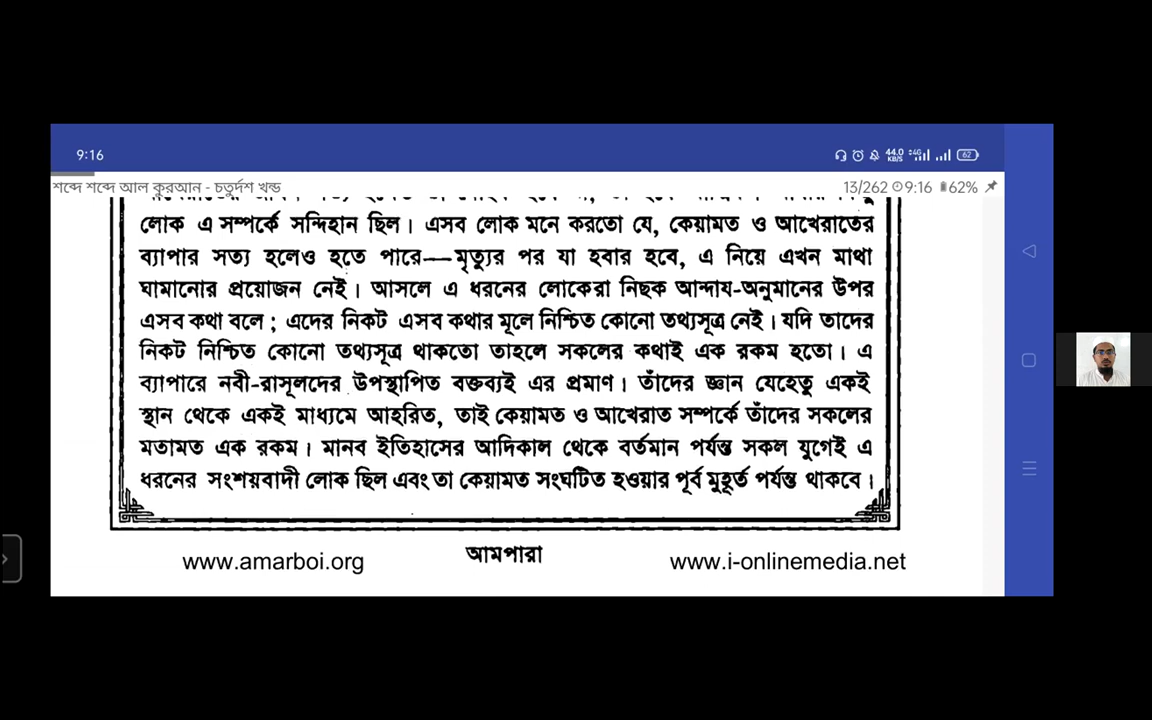 9:16
44.0 KB/S 4G 62
শব্দে শব্দে আল কুরআন - চতুর্দশ খন্ড 13/262 9:16 62%
লোক এ সম্পর্কে সন্দিহান ছিল। এসব লোক মনে করতো যে, কেয়ামত ও আখেরাতের
ব্যাপার সত্য হলেও হতে পারে—মৃত্যুর পর যা হবার হবে, এ নিয়ে এখন মাথা
ঘামানোর প্রয়োজন নেই। আসলে এ ধরনের লোকেরা নিছক আন্দায-অনুমানের উপর
এসব কথা বলে ; এদের নিকট এসব কথার মূলে নিশ্চিত কোনো তথ্যসূত্র নেই। যদি তাদের
নিকট নিশ্চিত কোনো তথ্যসূত্র থাকতো তাহলে সকলের কথাই এক রকম হতো। এ
ব্যাপারে নবী-রাসূলদের উপস্থাপিত বক্তব্যই এর প্রমাণ। তাঁদের জ্ঞান যেহেতু একই
স্থান থেকে একই মাধ্যমে আহরিত, তাই কেয়ামত ও আখেরাত সম্পর্কে তাঁদের সকলের
মতামত এক রকম। মানব ইতিহাসের আদিকাল থেকে বর্তমান পর্যন্ত সকল যুগেই এ
ধরনের সংশয়বাদী লোক ছিল এবং তা কেয়ামত সংঘটিত হওয়ার পূর্ব মুহূর্ত পর্যন্ত থাকবে।
www.amarboi.org আমপারা www.i-onlinemedia.net